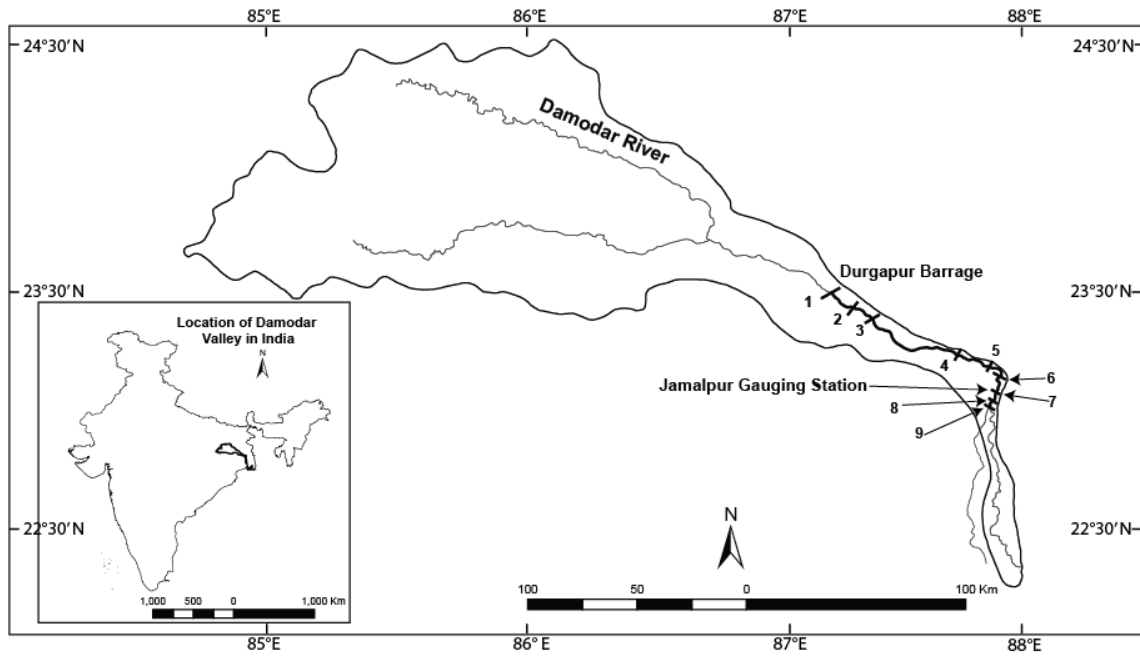 85°E 86°E 87°E 88°E
24°30'N 24°30'N
Damodar River
Durgapur Barrage
23°30'N 23°30'N
1
2
3
4
5
6
7
8
9
Jamalpur Gauging Station
Location of Damodar
Valley in India
N
1,000 500 0 1,000 Km
22°30'N 22°30'N
N
100 50 0 100 Km
85°E 86°E 87°E 88°E